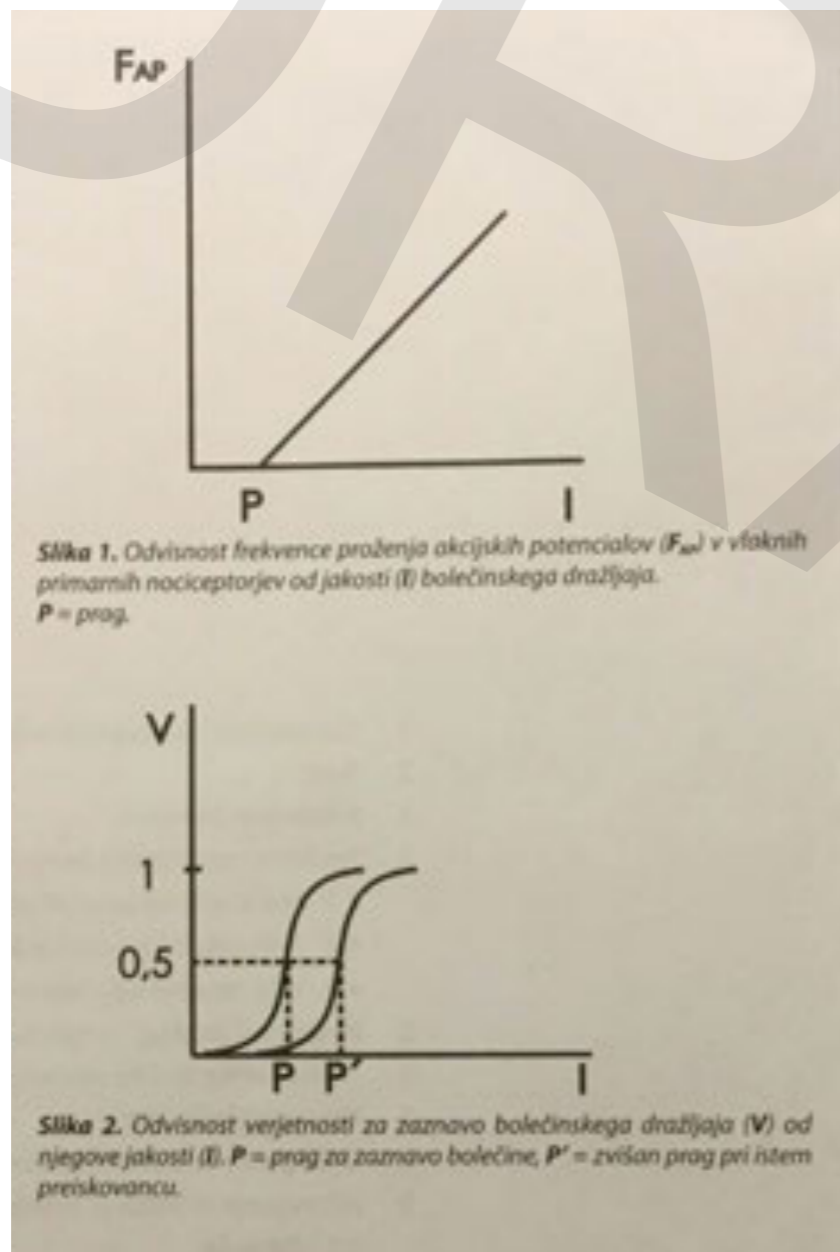 FAP
P I
Slika 1. Odvisnost frekvence proženja akcijskih potencialov (FAP) v vlaknih
primarnih nociceptorjev od jakosti (I) bolečinskega dražljaja.
P = prag.
V
1
0,5
P P′ I
Slika 2. Odvisnost verjetnosti za zaznavo bolečinskega dražljaja (V) od
njegove jakosti (I). P = prag za zaznavo bolečine, P′ = zvišan prag pri istem
preiskovancu.